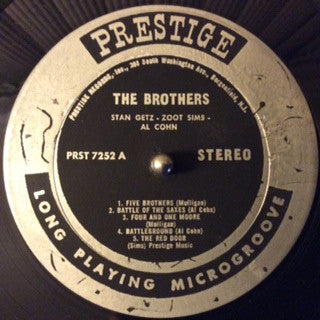 PRESTIGE
PRESTIGE RECORDS, Inc., 203 South Washington Ave., Bergenfield, N.J.
THE BROTHERS
STAN GETZ - ZOOT SIMS -
AL COHN
PRST 7252 A
STEREO
1. FIVE BROTHERS (Mulligan)
2. BATTLE OF THE SAXES (Al Cohn)
3. FOUR AND ONE MOORE
(Mulligan)
4. BATTLEGROUND (Al Cohn)
5. THE RED DOOR
(Sims) Prestige Music
LONG PLAYING MICROGROOVE